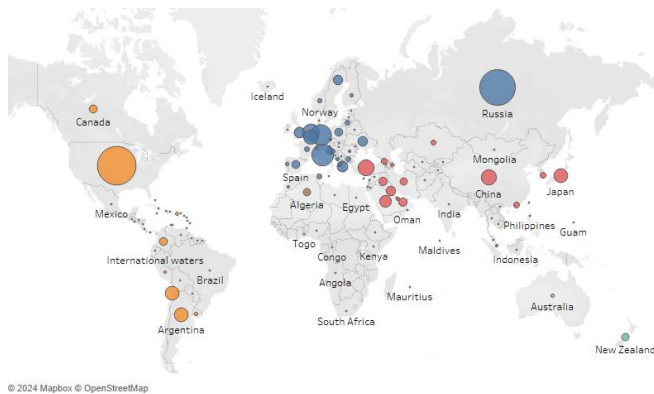 Iceland
Norway
Canada
Russia
Mongolia
Spain
China
Japan
Algeria
Egypt
Mexico
Oman
India
Philippines
Guam
Togo
International waters
Congo
Kenya
Maldives
Indonesia
Brazil
Angola
Mauritius
Australia
South Africa
Argentina
New Zealand
© 2024 Mapbox © OpenStreetMap